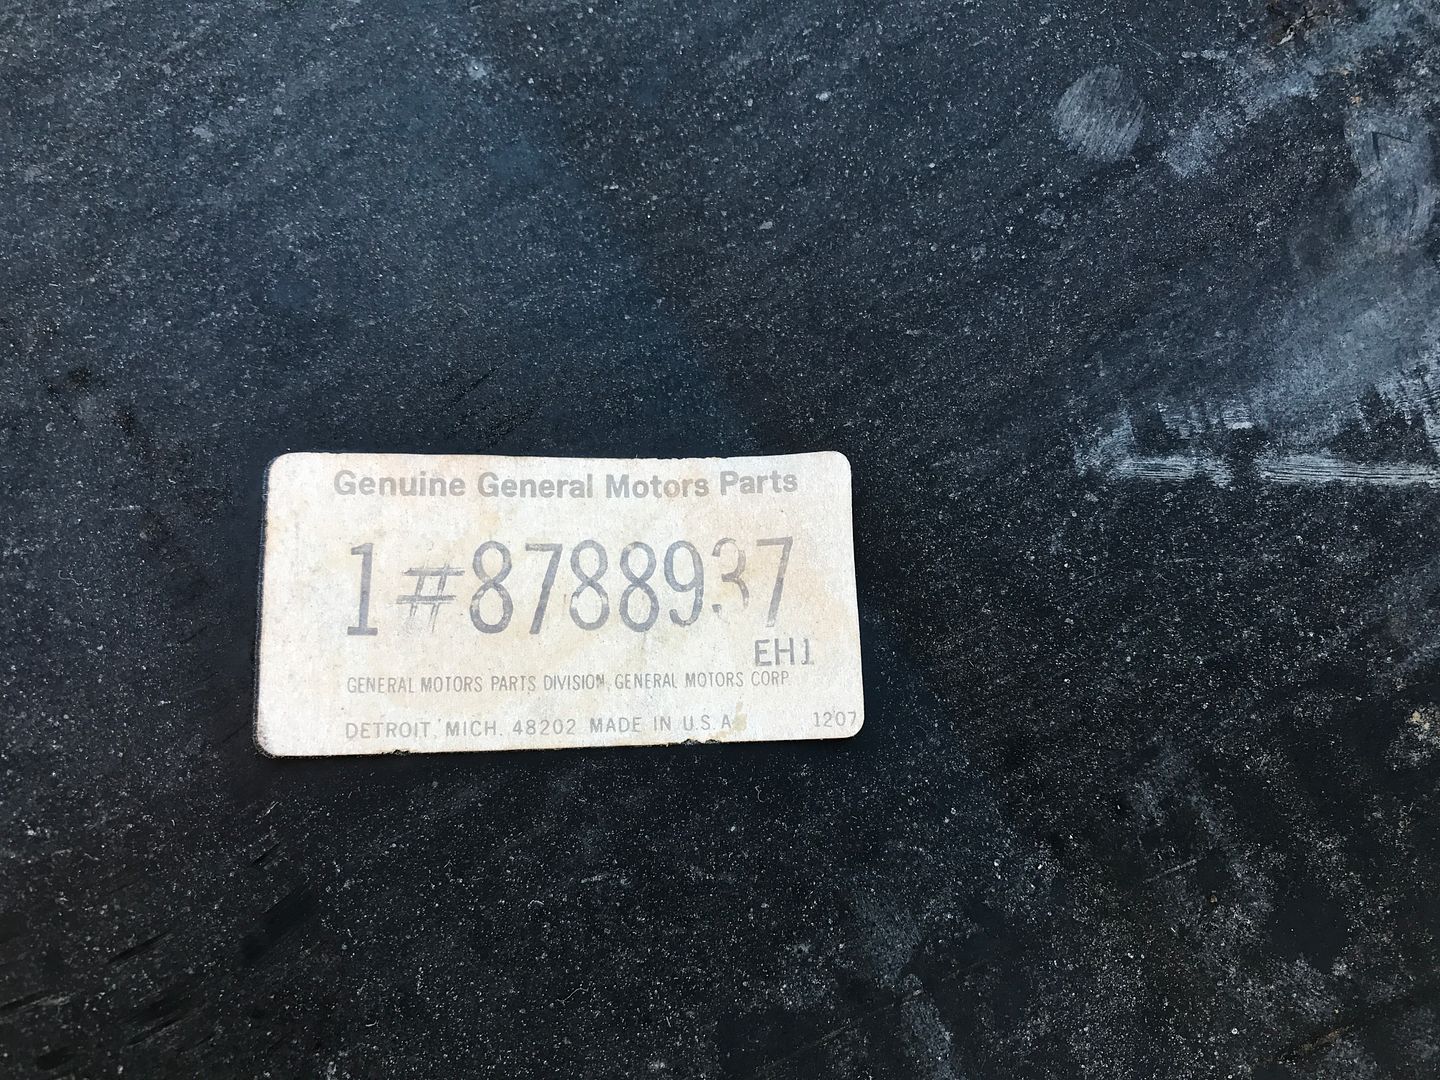 Genuine General Motors Parts
1#8788937
EH1
GENERAL MOTORS PARTS DIVISION, GENERAL MOTORS CORP.
DETROIT, MICH. 48202 MADE IN U.S.A. 1207